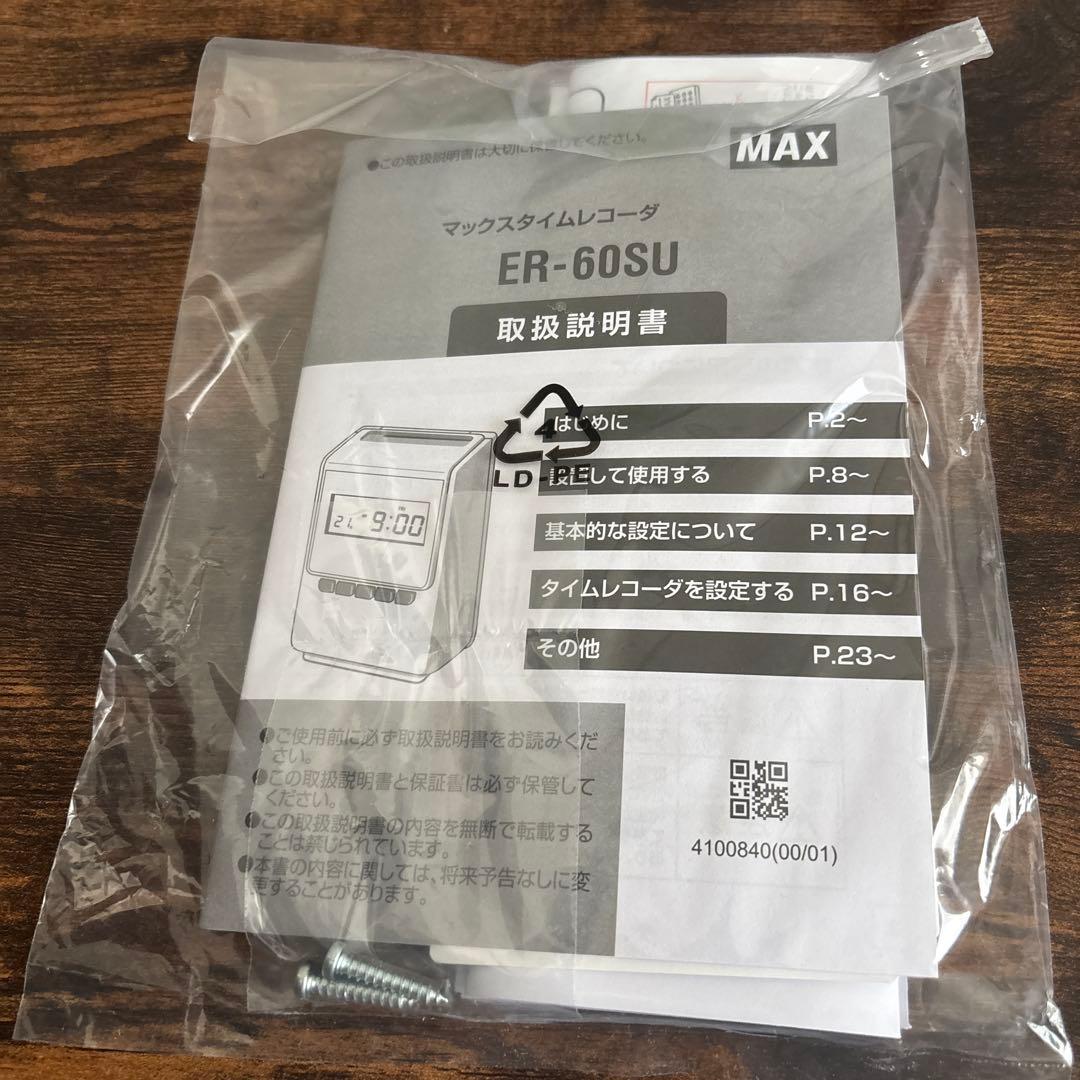 ●この取扱説明書は大切に保管してください。
MAX
マックスタイムレコーダ
ER-60SU
取扱説明書
はじめに P.2～
設置して使用する P.8～
基本的な設定について P.12～
タイムレコーダを設定する P.16～
その他 P.23～
4
LD-PE
21 9:00
●ご使用前に必ず取扱説明書をお読みくだ
さい。
●この取扱説明書と保証書は必ず保管して
ください。
●この取扱説明書の内容を無断で転載する
ことは禁じられています。
●本書の内容に関しては、将来予告なしに変
更することがあります。
4100840(00/01)